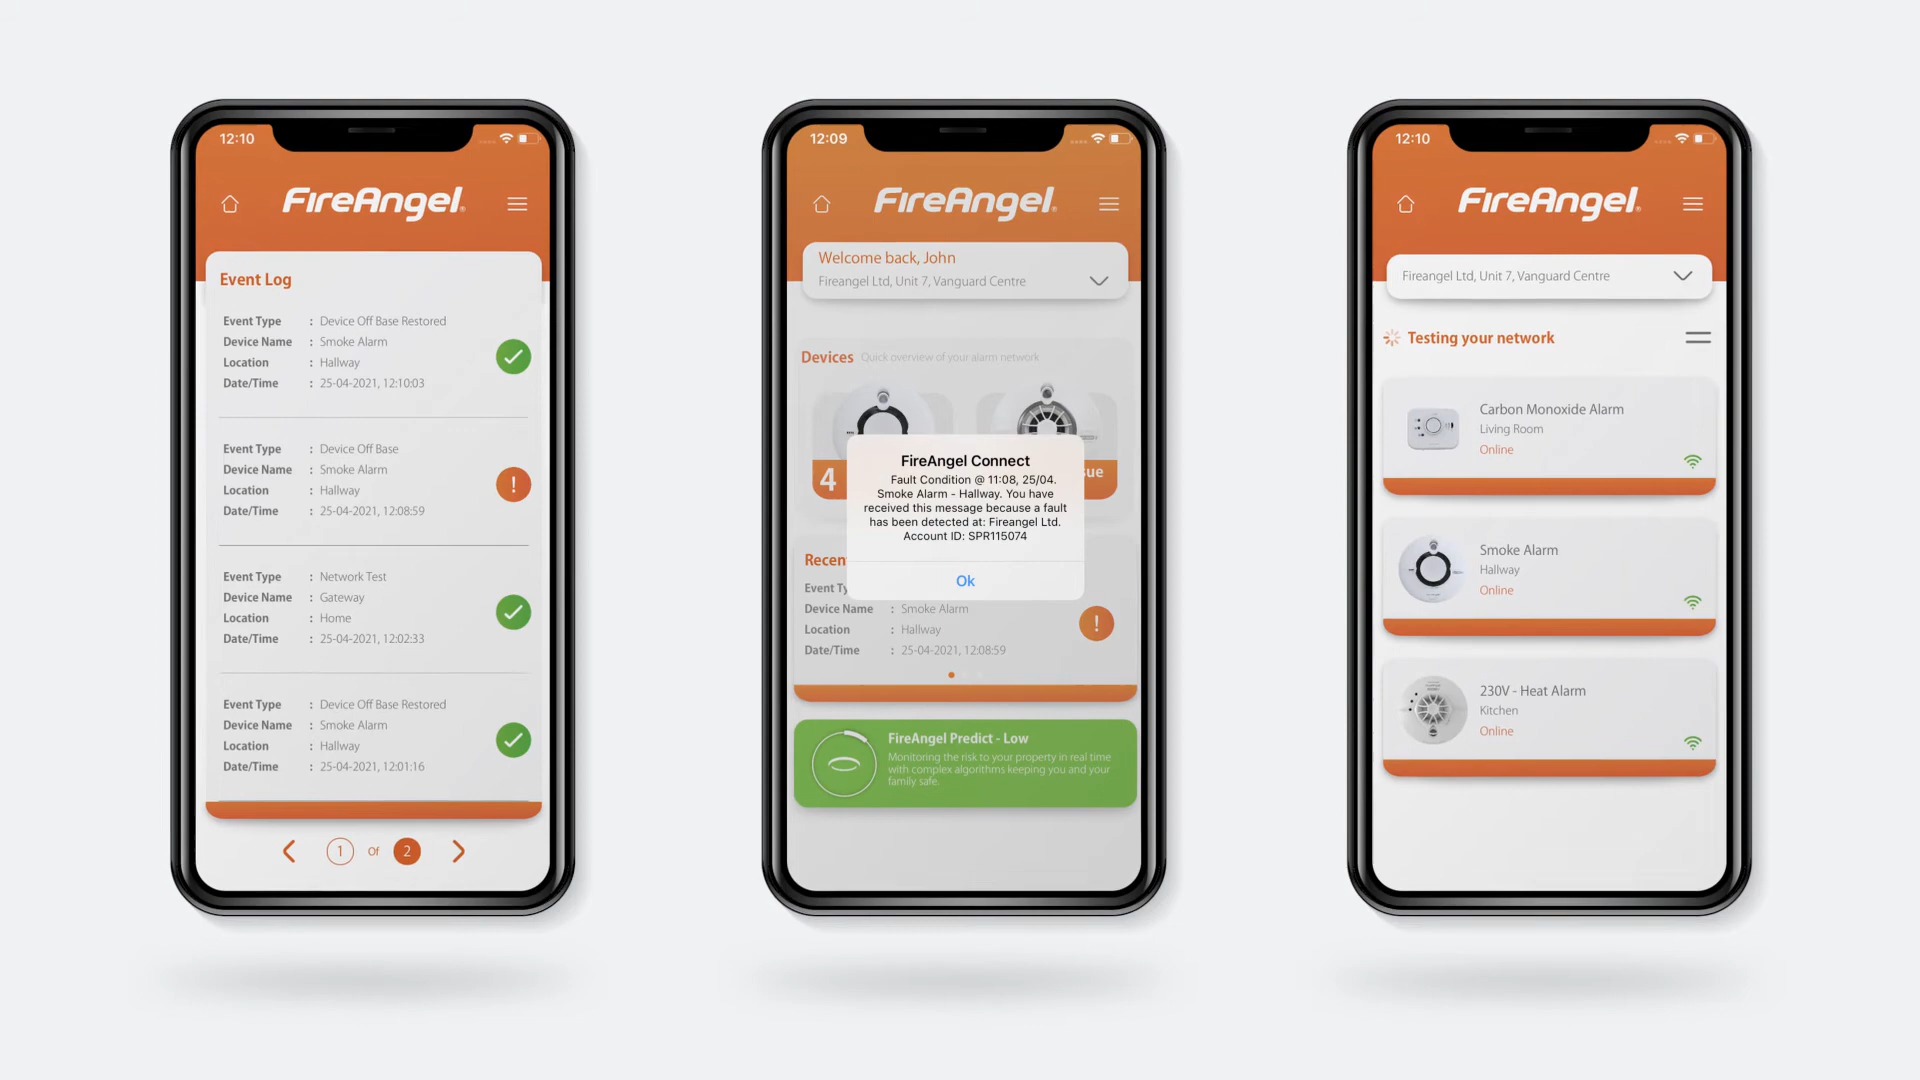 12:10
FireAngel
Event Log
Event Type : Device Off Base Restored
Device Name : Smoke Alarm
Location : Hallway
Date/Time : 25-04-2021, 12:10:03
Event Type : Device Off Base
Device Name : Smoke Alarm
Location : Hallway
Date/Time : 25-04-2021, 12:08:59
Event Type : Network Test
Device Name : Gateway
Location : Home
Date/Time : 25-04-2021, 12:02:33
Event Type : Device Off Base Restored
Device Name : Smoke Alarm
Location : Hallway
Date/Time : 25-04-2021, 12:01:16
1 Of 2
12:09
FireAngel
Welcome back, John
Fireangel Ltd, Unit 7, Vanguard Centre
Devices Quick overview of your alarm network
4
FireAngel Connect
Fault Condition @ 11:08, 25/04.
Smoke Alarm - Hallway. You have
received this message because a fault
has been detected at: Fireangel Ltd.
Account ID: SPR115074
Ok
Device Name : Smoke Alarm
Location : Hallway
Date/Time : 25-04-2021, 12:08:59
FireAngel Predict - Low
Monitoring the risk to your property in real time
with complex algorithms keeping you and your
family safe.
12:10
FireAngel
Fireangel Ltd, Unit 7, Vanguard Centre
Testing your network
Carbon Monoxide Alarm
Living Room
Online
Smoke Alarm
Hallway
Online
230V - Heat Alarm
Kitchen
Online